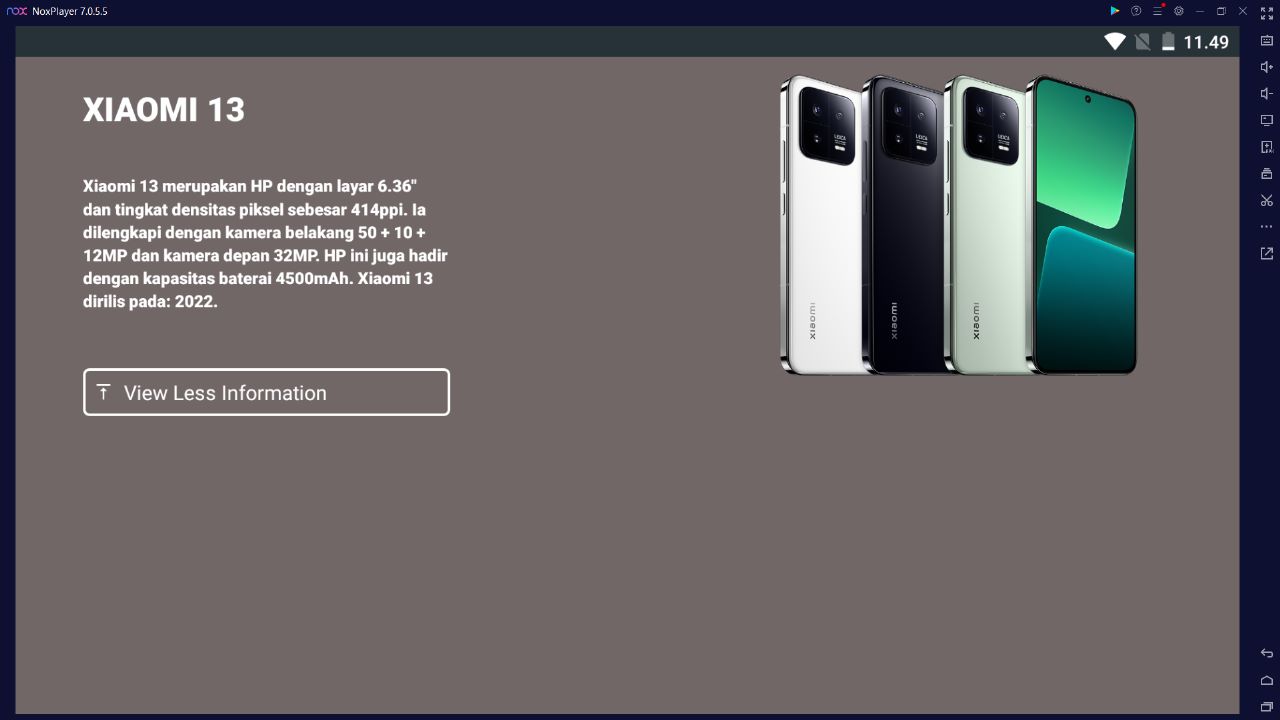 nox NoxPlayer 7.0.5.5
11.49
XIAOMI 13
Xiaomi 13 merupakan HP dengan layar 6.36"
dan tingkat densitas piksel sebesar 414ppi. Ia
dilengkapi dengan kamera belakang 50 + 10 +
12MP dan kamera depan 32MP. HP ini juga hadir
dengan kapasitas baterai 4500mAh. Xiaomi 13
dirilis pada: 2022.
View Less Information
LEICA
LEICA
LEICA
xiaomi
xiaomi
xiaomi